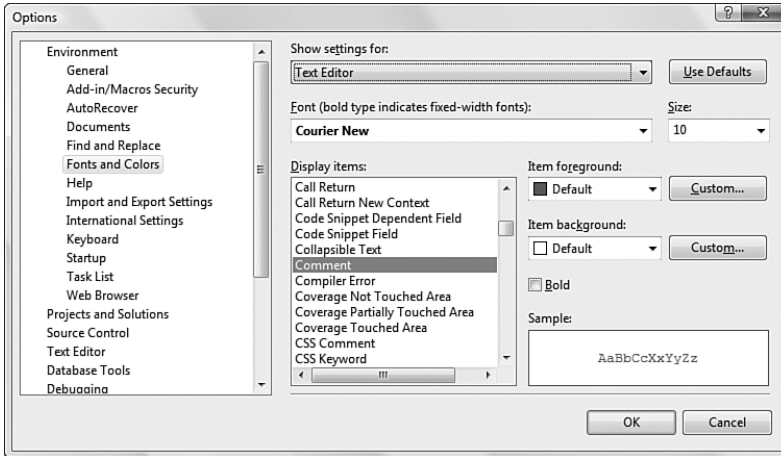 Options
Environment
General
Add-in/Macros Security
AutoRecover
Documents
Find and Replace
Fonts and Colors
Help
Import and Export Settings
International Settings
Keyboard
Startup
Task List
Web Browser
Projects and Solutions
Source Control
Text Editor
Database Tools
Debugging
Show settings for:
Text Editor
Use Defaults
Font (bold type indicates fixed-width fonts):
Size:
Courier New
10
Display items:
Call Return
Call Return New Context
Code Snippet Dependent Field
Code Snippet Field
Collapsible Text
Comment
Compiler Error
Coverage Not Touched Area
Coverage Partially Touched Area
Coverage Touched Area
CSS Comment
CSS Keyword
Item foreground:
Default
Custom...
Item background:
Default
Custom...
Bold
Sample:
AaBbCcXxYyZz
OK
Cancel